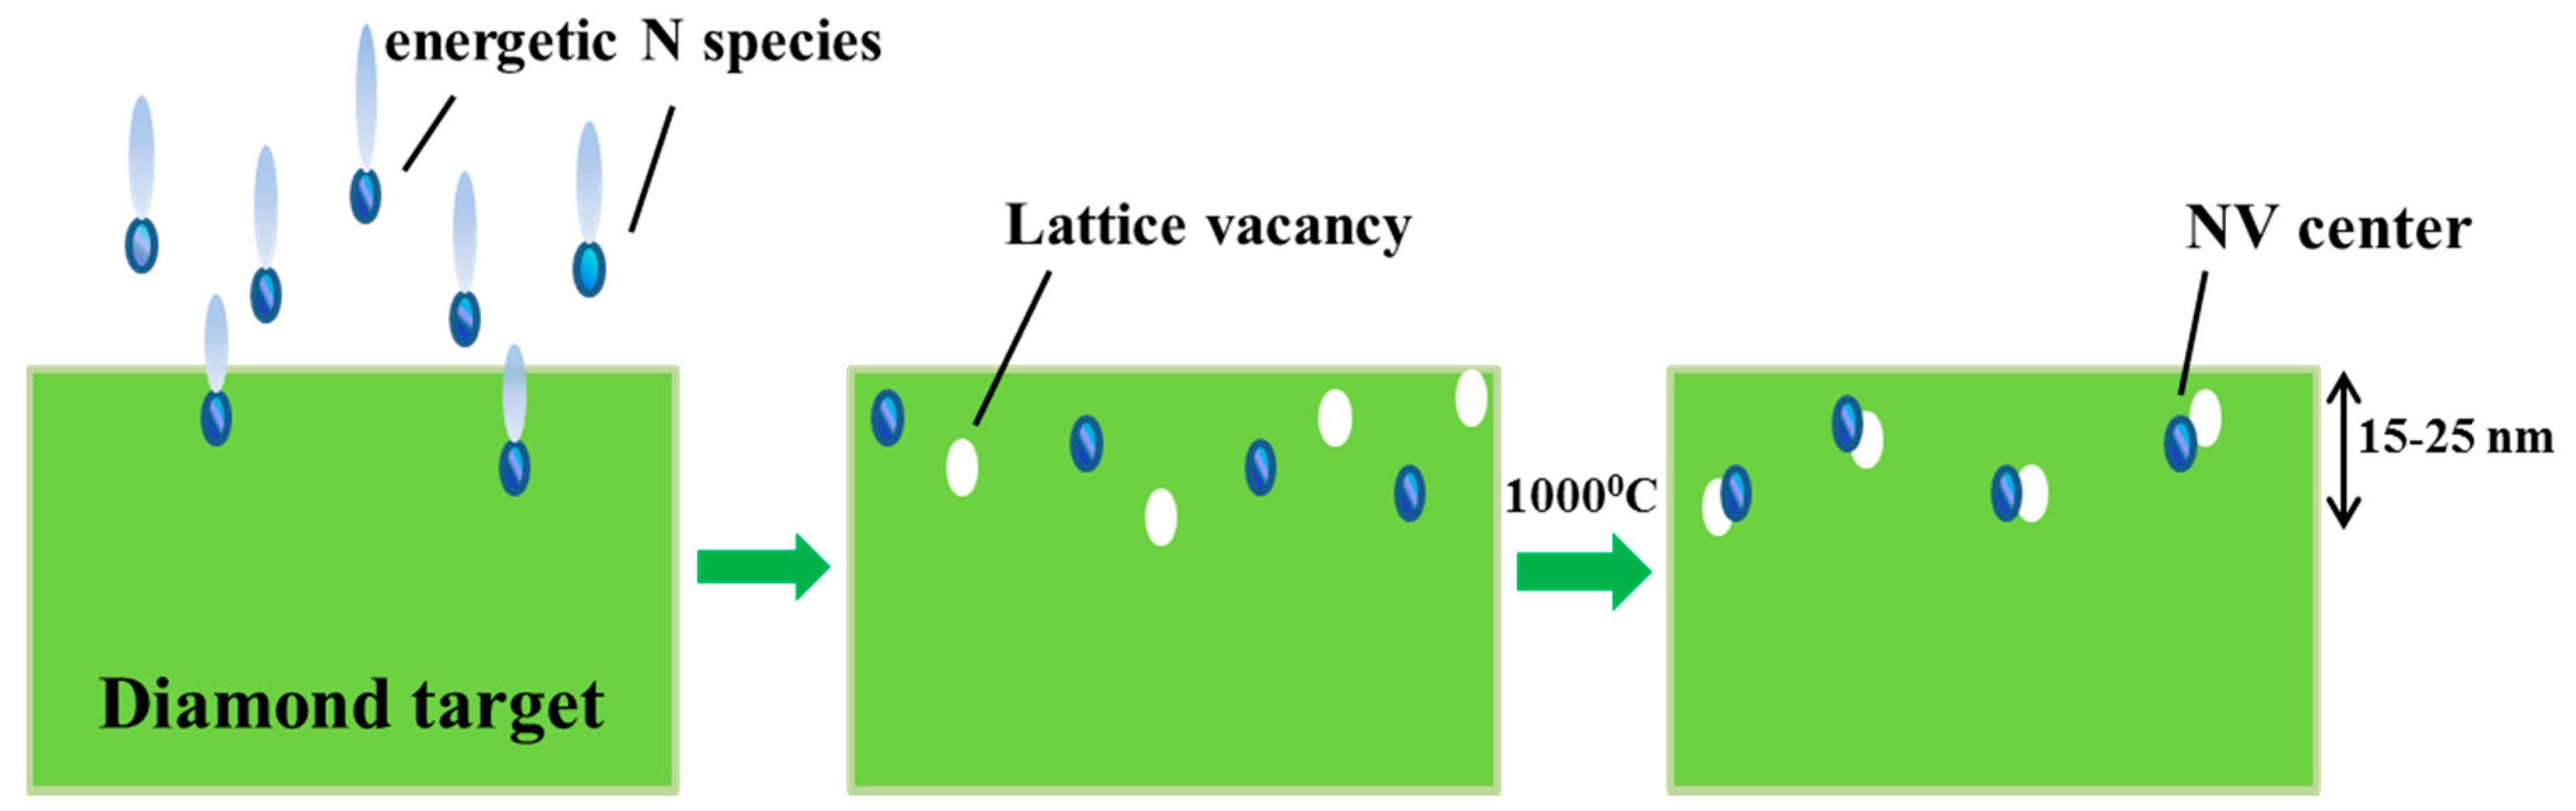 energetic N species
Lattice vacancy
NV center
15-25 nm
1000⁰C
Diamond target